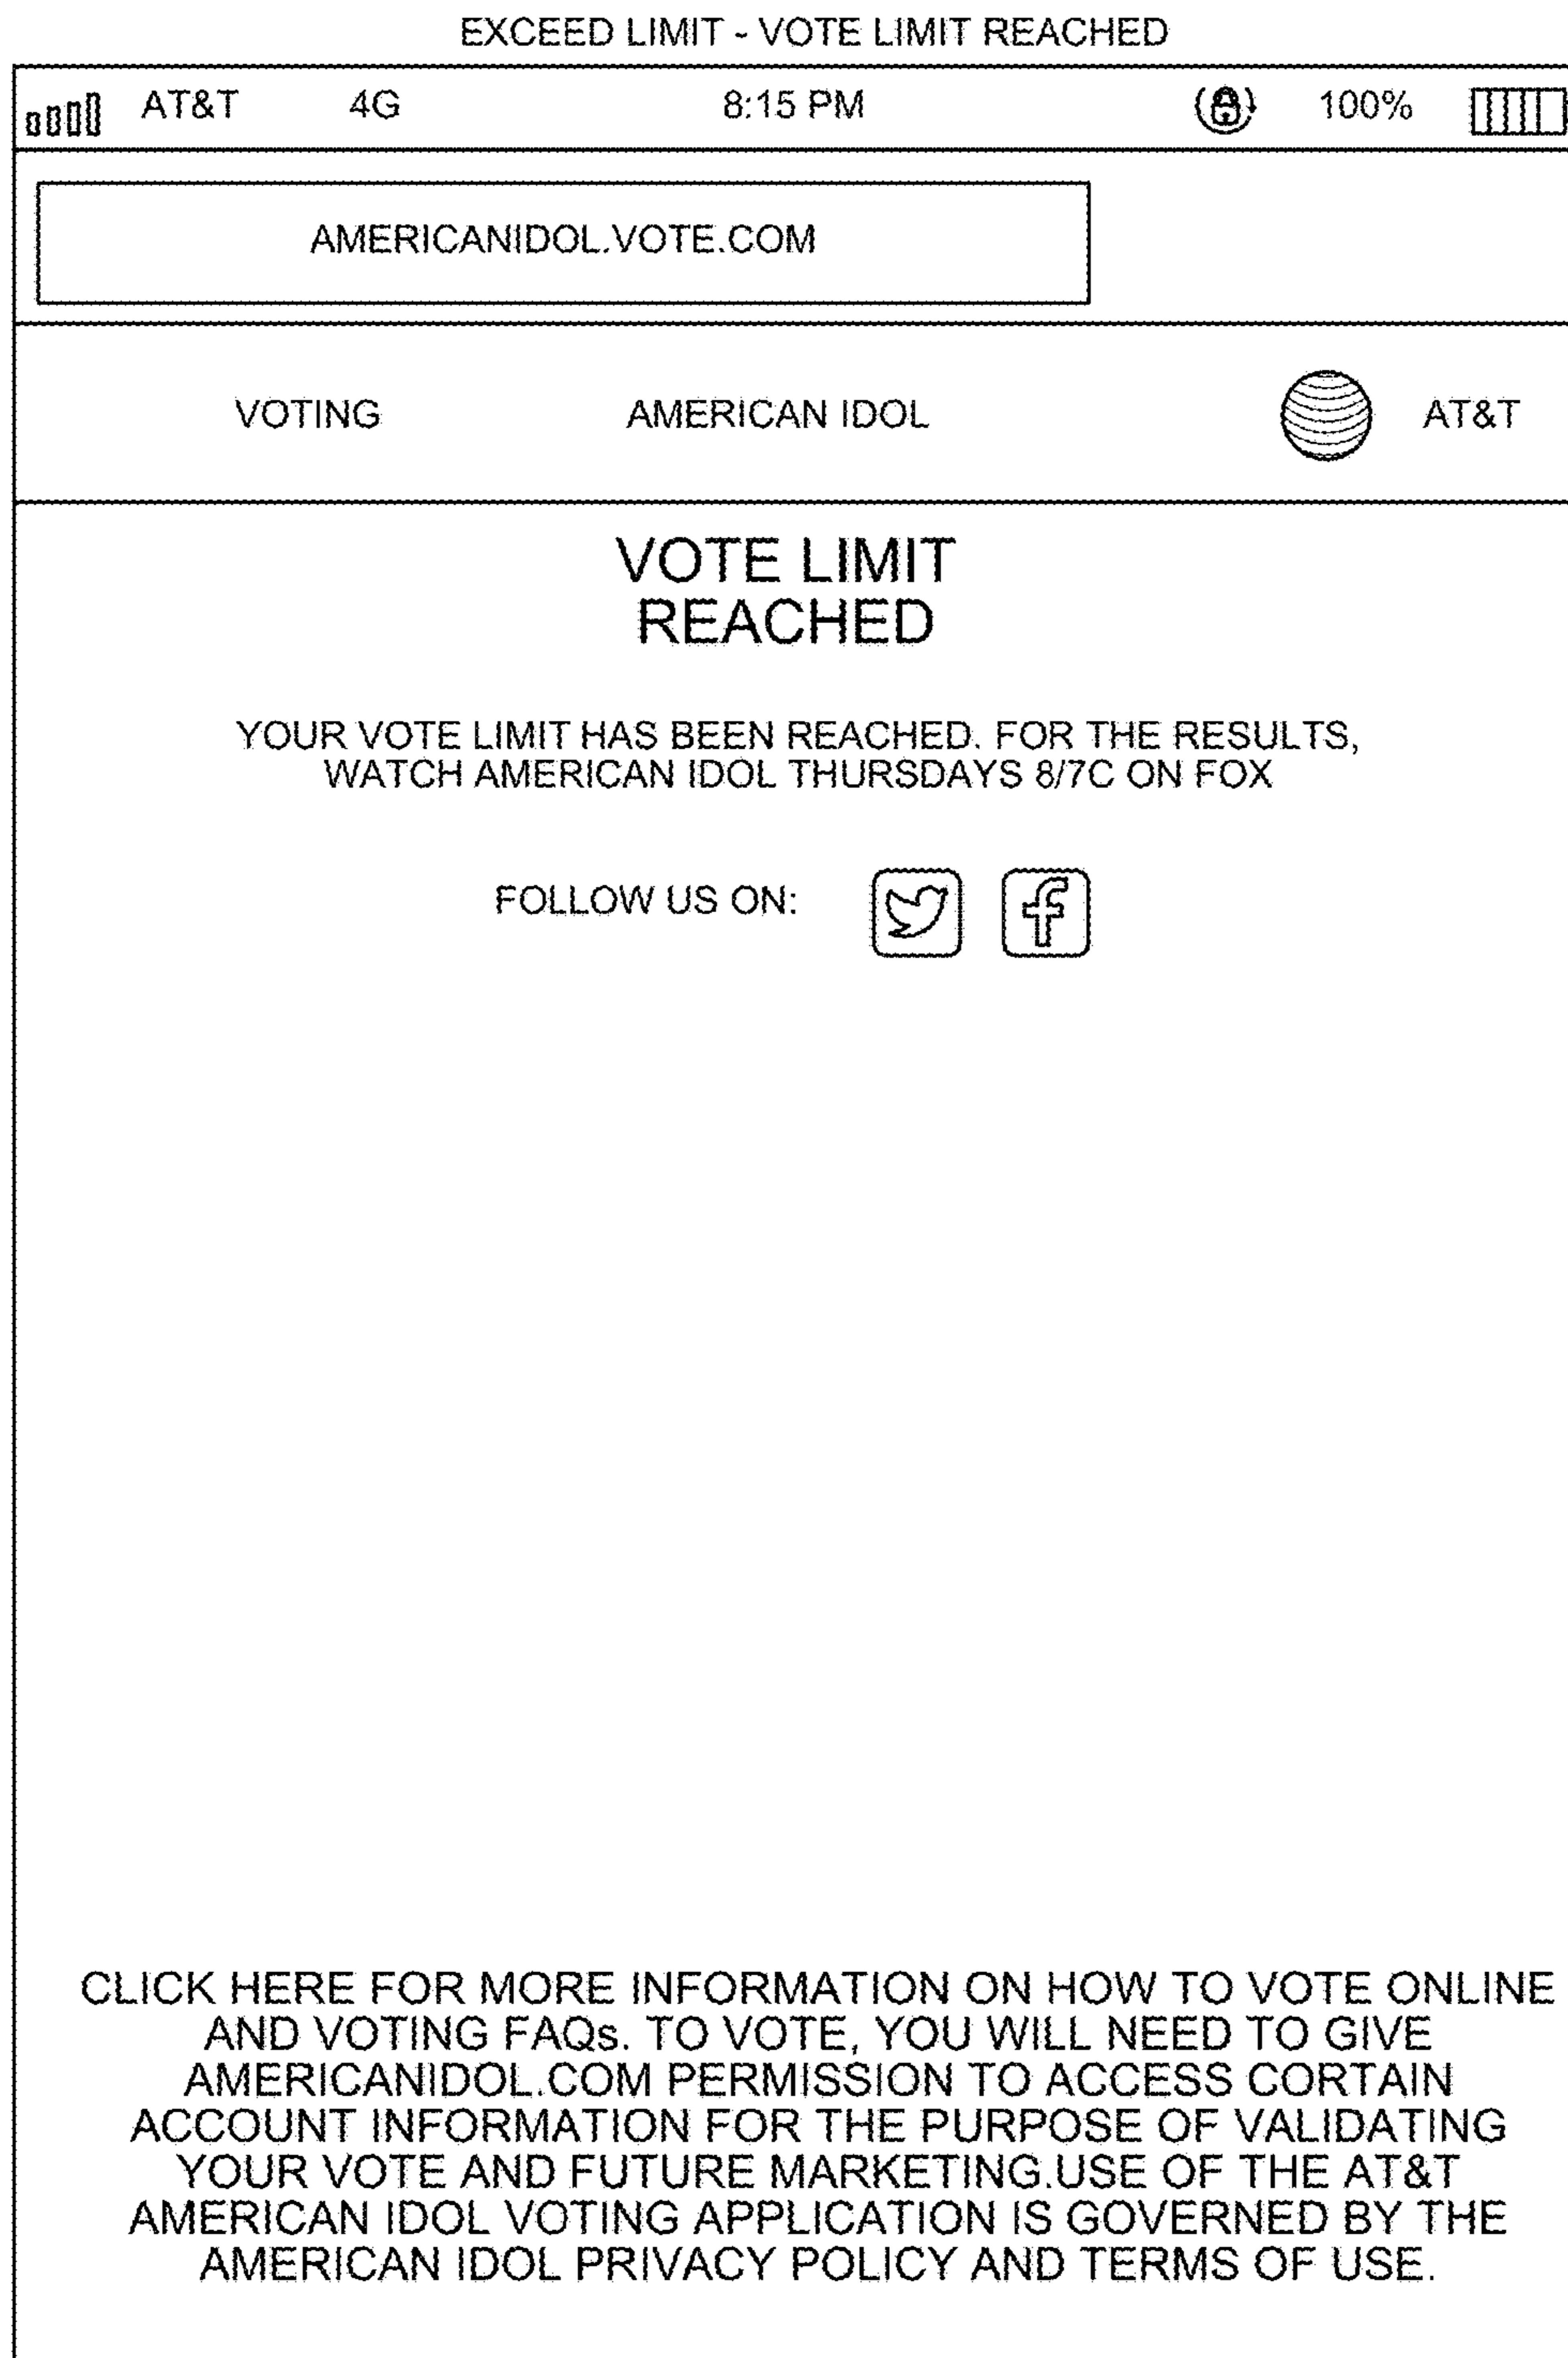 EXCEED LIMIT - VOTE LIMIT REACHED
AT&T 4G 8:15 PM 100%
AMERICANIDOL.VOTE.COM
VOTING AMERICAN IDOL AT&T
VOTE LIMIT
REACHED
YOUR VOTE LIMIT HAS BEEN REACHED. FOR THE RESULTS,
WATCH AMERICAN IDOL THURSDAYS 8/7C ON FOX
FOLLOW US ON:
CLICK HERE FOR MORE INFORMATION ON HOW TO VOTE ONLINE
AND VOTING FAQs. TO VOTE, YOU WILL NEED TO GIVE
AMERICANIDOL.COM PERMISSION TO ACCESS CORTAIN
ACCOUNT INFORMATION FOR THE PURPOSE OF VALIDATING
YOUR VOTE AND FUTURE MARKETING.USE OF THE AT&T
AMERICAN IDOL VOTING APPLICATION IS GOVERNED BY THE
AMERICAN IDOL PRIVACY POLICY AND TERMS OF USE.